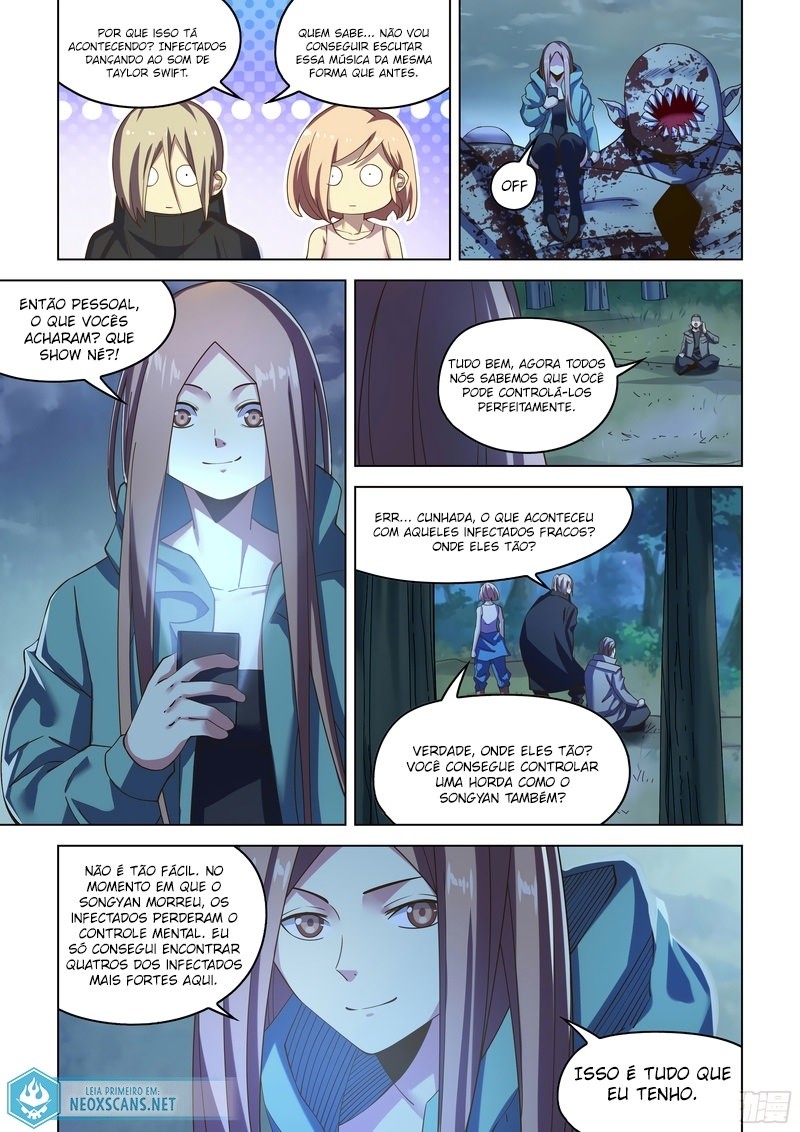 POR QUE ISSO TÁ
ACONTECENDO? INFECTADOS
DANÇANDO AO SOM DE
TAYLOR SWIFT.
QUEM SABE... NÃO VOU
CONSEGUIR ESCUTAR
ESSA MÚSICA DA MESMA
FORMA QUE ANTES.
OFF
ENTÃO PESSOAL,
O QUE VOCÊS
ACHARAM? QUE
SHOW NÉ?!
TUDO BEM, AGORA TODOS
NÓS SABEMOS QUE VOCÊ
PODE CONTROLÁ-LOS
PERFEITAMENTE.
ERR... CUNHADA, O QUE ACONTECEU
COM AQUELES INFECTADOS FRACOS?
ONDE ELES TÃO?
VERDADE, ONDE ELES TÃO?
VOCÊ CONSEGUE CONTROLAR
UMA HORDA COMO O
SONGYAN TAMBÉM?
NÃO É TÃO FÁCIL. NO
MOMENTO EM QUE O
SONGYAN MORREU, OS
INFECTADOS PERDERAM O
CONTROLE MENTAL. EU
SÓ CONSEGUI ENCONTRAR
QUATROS DOS INFECTADOS
MAIS FORTES AQUI.
ISSO É TUDO QUE
EU TENHO.
LEIA PRIMEIRO EM:
NEOXSCANS.NET
动漫